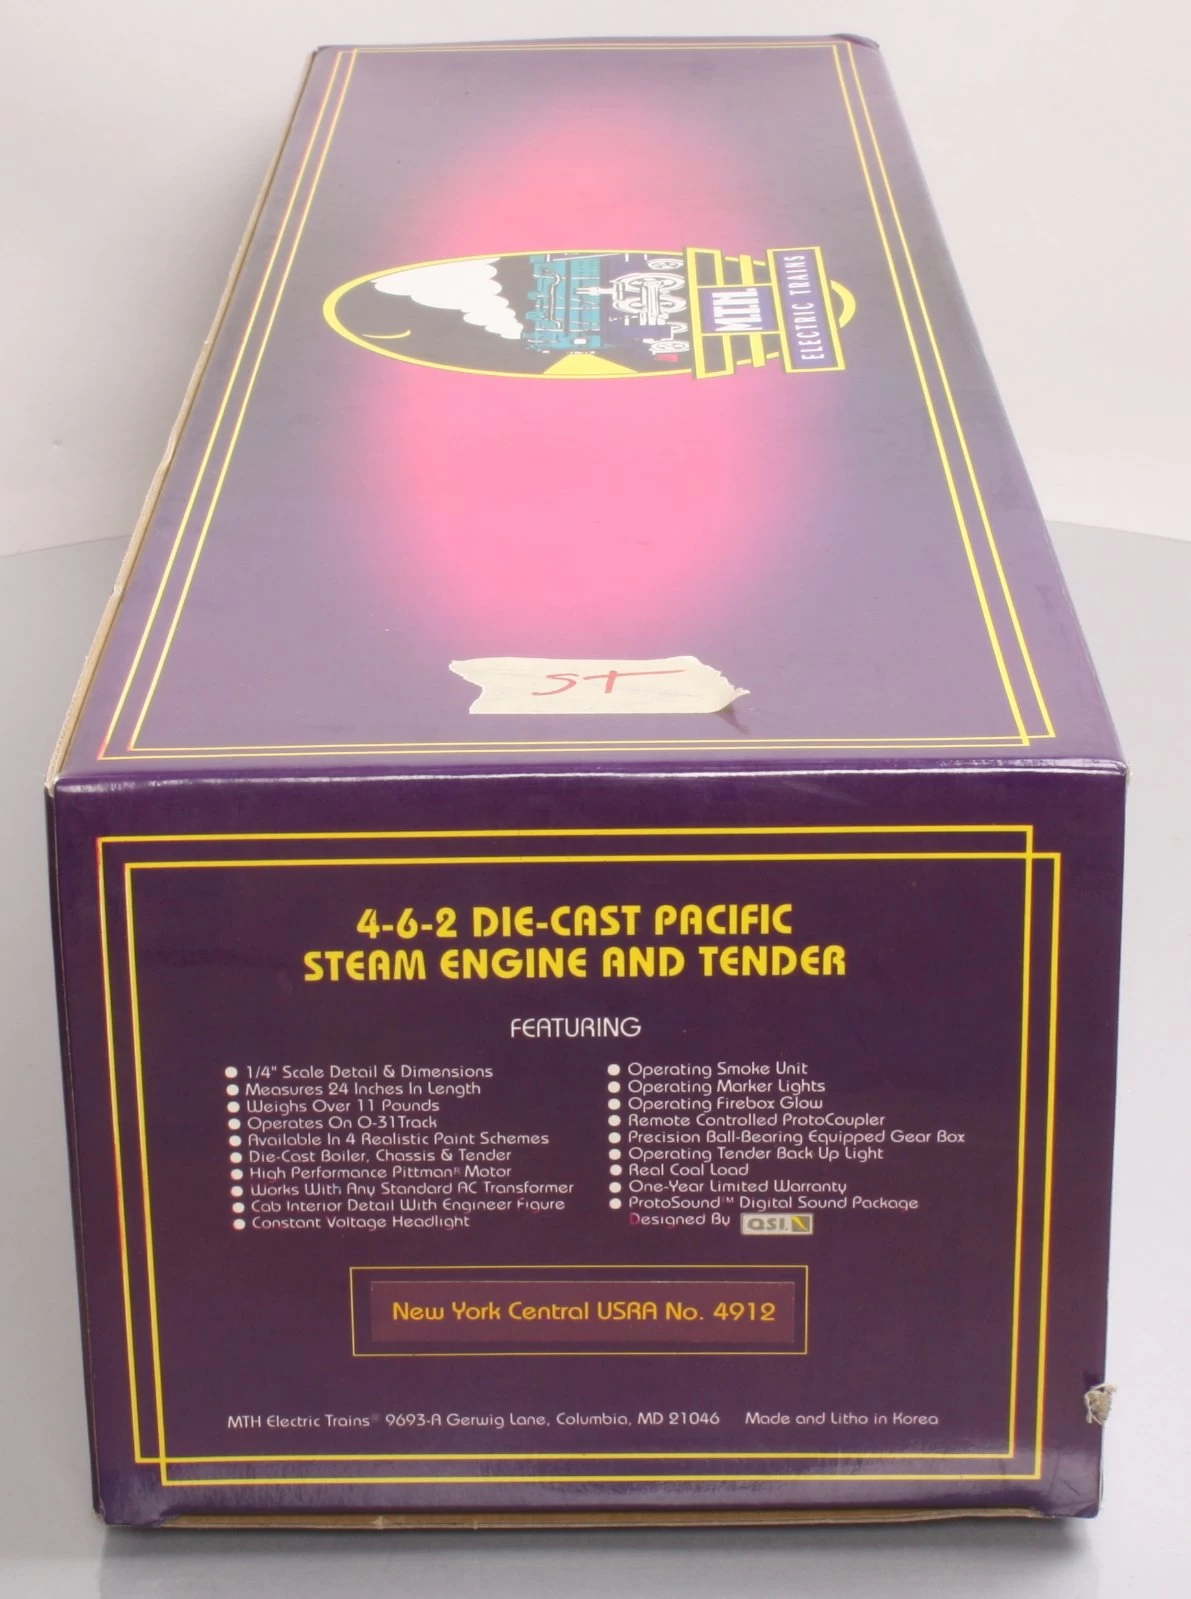 M.T.H.
ELECTRIC TRAINS
ST
4-6-2 DIE-CAST PACIFIC
STEAM ENGINE AND TENDER
FEATURING
● 1/4" Scale Detail & Dimensions
● Measures 24 Inches In Length
● Weighs Over 11 Pounds
● Operates On O-31Track
● Available In 4 Realistic Paint Schemes
● Die-Cast Boiler, Chassis & Tender
● High Performance Pittman® Motor
● Works With Any Standard AC Transformer
● Cab Interior Detail With Engineer Figure
● Constant Voltage Headlight
● Operating Smoke Unit
● Operating Marker Lights
● Operating Firebox Glow
● Remote Controlled ProtoCoupler
● Precision Ball-Bearing Equipped Gear Box
● Operating Tender Back Up Light
● Real Coal Load
● One-Year Limited Warranty
● ProtoSound™ Digital Sound Package
Designed By QSI
New York Central USRA No. 4912
MTH Electric Trains® 9693-A Gerwig Lane, Columbia, MD 21046 Made and Litho in Korea